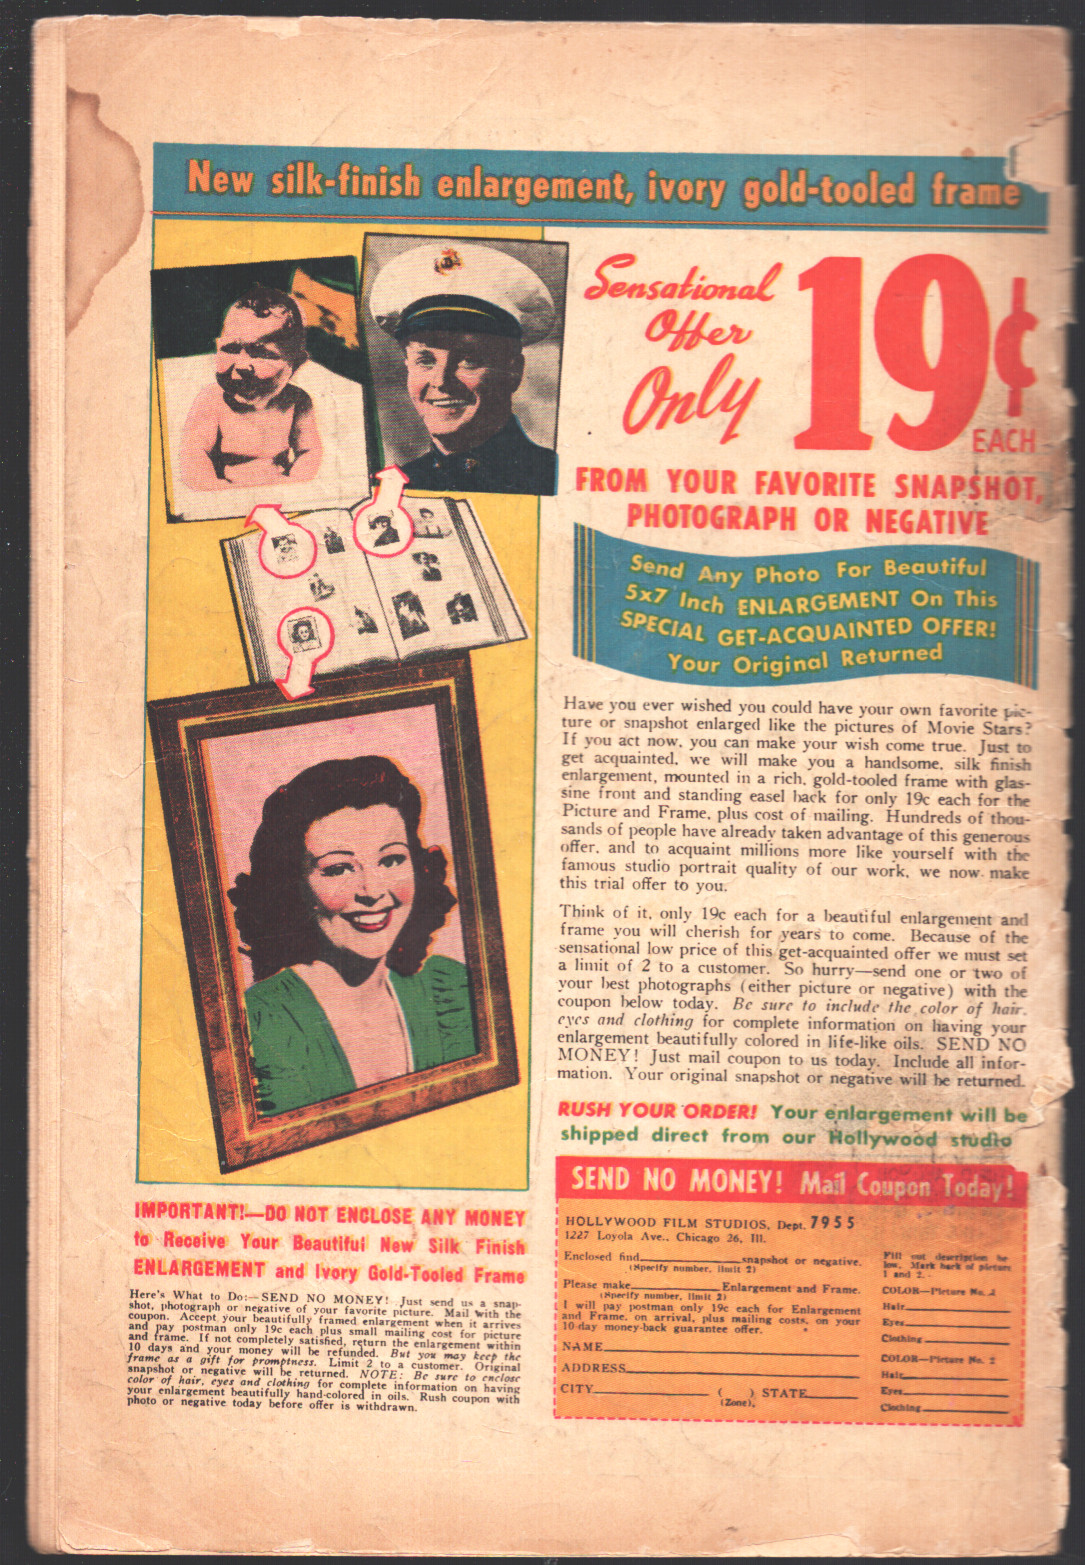 New silk-finish enlargement, ivory gold-tooled frame
Sensational
Offer
Only
19¢
EACH
FROM YOUR FAVORITE SNAPSHOT,
PHOTOGRAPH OR NEGATIVE
Send Any Photo For Beautiful
5x7 Inch ENLARGEMENT On This
SPECIAL GET-ACQUAINTED OFFER!
Your Original Returned
Have you ever wished you could have your own favorite pic-
ture or snapshot enlarged like the pictures of Movie Stars?
If you act now, you can make your wish come true. Just to
get acquainted, we will make you a handsome, silk finish
enlargement, mounted in a rich, gold-tooled frame with glas-
sine front and standing easel back for only 19c each for the
Picture and Frame, plus cost of mailing. Hundreds of thou-
sands of people have already taken advantage of this generous
offer, and to acquaint millions more like yourself with the
famous studio portrait quality of our work, we now make
this trial offer to you.
Think of it, only 19c each for a beautiful enlargement and
frame you will cherish for years to come. Because of the
sensational low price of this get-acquainted offer we must set
a limit of 2 to a customer. So hurry—send one or two of
your best photographs (either picture or negative) with the
coupon below today. Be sure to include the color of hair,
eyes and clothing for complete information on having your
enlargement beautifully colored in life-like oils. SEND NO
MONEY! Just mail coupon to us today. Include all infor-
mation. Your original snapshot or negative will be returned.
RUSH YOUR ORDER! Your enlargement will be
shipped direct from our Hollywood studio
IMPORTANT!—DO NOT ENCLOSE ANY MONEY
to Receive Your Beautiful New Silk Finish
ENLARGEMENT and Ivory Gold-Tooled Frame
Here's What to Do:—SEND NO MONEY! Just send us a snap-
shot, photograph or negative of your favorite picture. Mail with the
coupon. Accept your beautifully framed enlargement when it arrives
and pay postman only 19c each plus small mailing cost for picture
and frame. If not completely satisfied, return the enlargement within
10 days and your money will be refunded. But you may keep the
frame as a gift for promptness. Limit 2 to a customer. Original
snapshot or negative will be returned. NOTE: Be sure to enclose
color of hair, eyes and clothing for complete information on having
your enlargement beautifully hand-colored in oils. Rush coupon with
photo or negative today before offer is withdrawn.
SEND NO MONEY! Mail Coupon Today!
HOLLYWOOD FILM STUDIOS, Dept. 7955
1227 Loyola Ave., Chicago 26, Ill.
Enclosed find snapshot or negative.
(Specify number, limit 2)
Please make Enlargement and Frame.
(Specify number, limit 2)
I will pay postman only 19c each for Enlargement
and Frame, on arrival, plus mailing costs, on your
10-day money-back guarantee offer.
NAME
ADDRESS
CITY ( ) STATE
(Zone),
Fill out description be-
low. Mark back of picture
1 and 2.
COLOR—Picture No. 1
Hair
Eyes
Clothing
COLOR—Picture No. 2
Hair
Eyes
Clothing